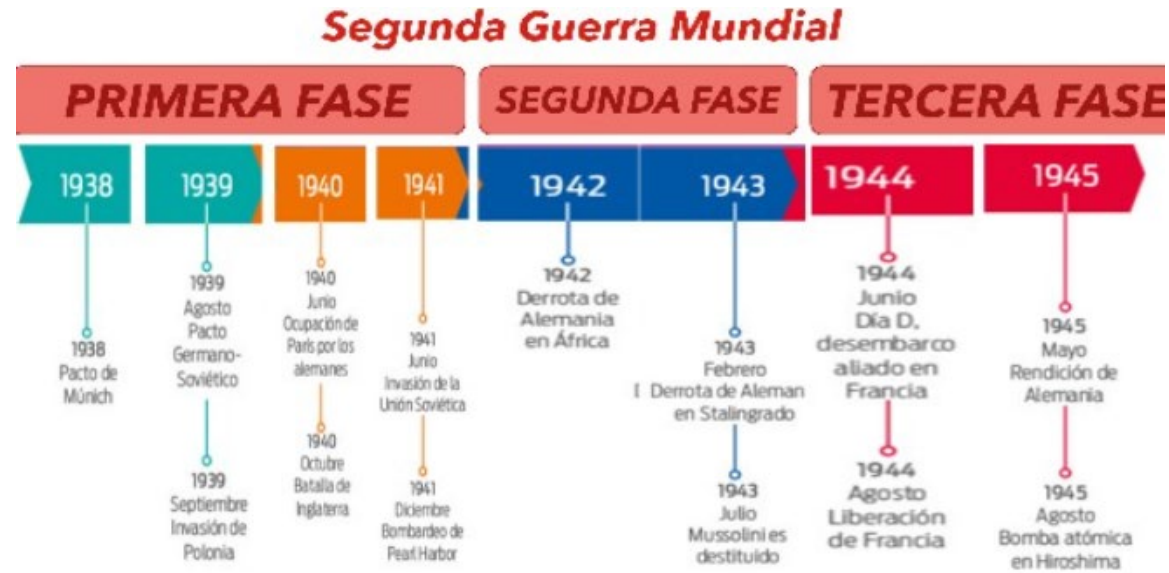 Segunda Guerra Mundial
PRIMERA FASE
SEGUNDA FASE
TERCERA FASE
1938
1939
1940
1941
1942
1943
1944
1945
1938
Pacto de
Múnich
1939
Agosto
Pacto
Germano-
Soviético
1939
Septiembre
Invasión de
Polonia
1940
Junio
Ocupación de
París por los
alemanes
1940
Octubre
Batalla de
Inglaterra
1941
Junio
Invasión de la
Unión Soviética
1941
Diciembre
Bombardeo de
Pearl Harbor
1942
Derrota de
Alemania
en África
1943
Febrero
Derrota de Aleman
en Stalingrado
1943
Julio
Mussolini es
destituido
1944
Junio
Día D,
desembarco
aliado en
Francia
1944
Agosto
Liberación
de Francia
1945
Mayo
Rendición de
Alemania
1945
Agosto
Bomba atómica
en Hiroshima